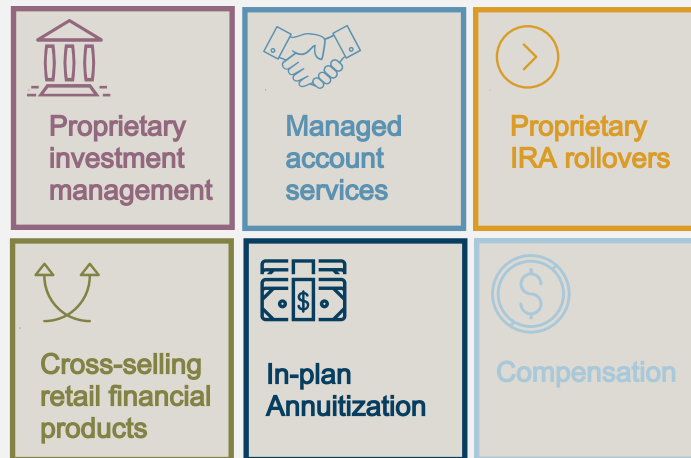 Proprietary
investment
management
Managed
account
services
Proprietary
IRA rollovers
Cross-selling
retail financial
products
$
In-plan
Annuitization
$
Compensation